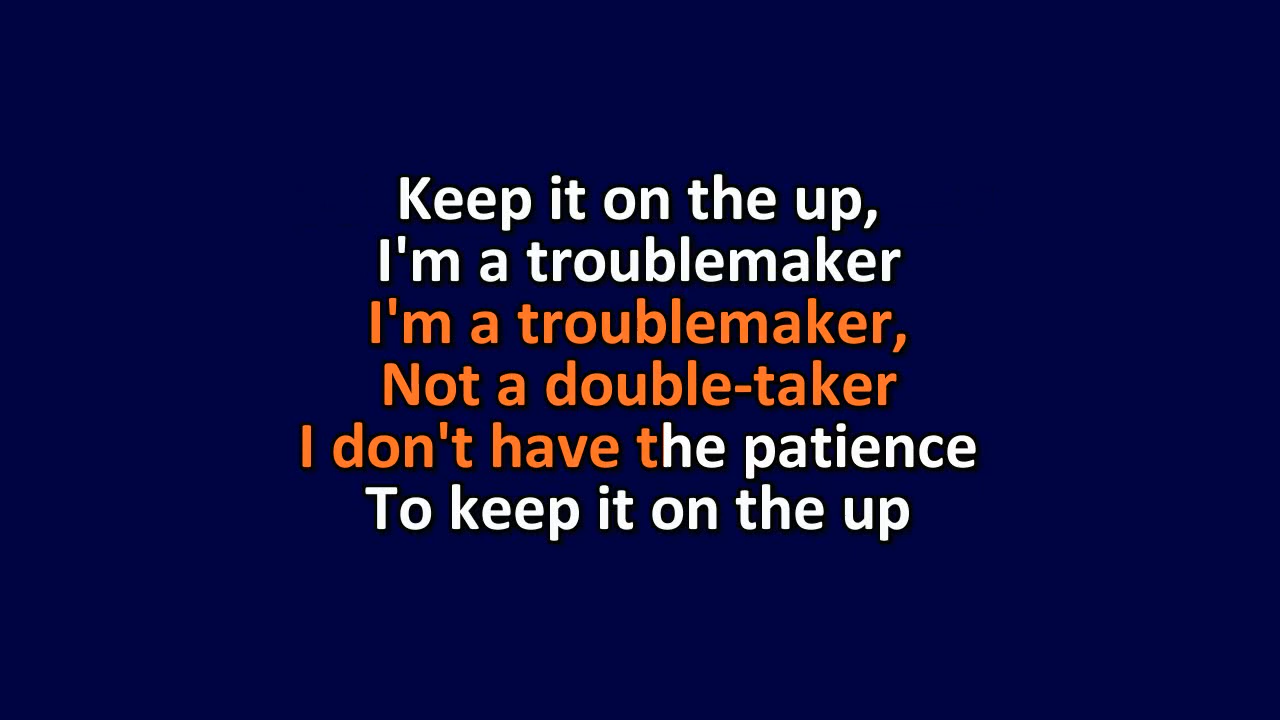 Keep it on the up,
I'm a troublemaker
I'm a troublemaker,
Not a double-taker
I don't have the patience
To keep it on the up